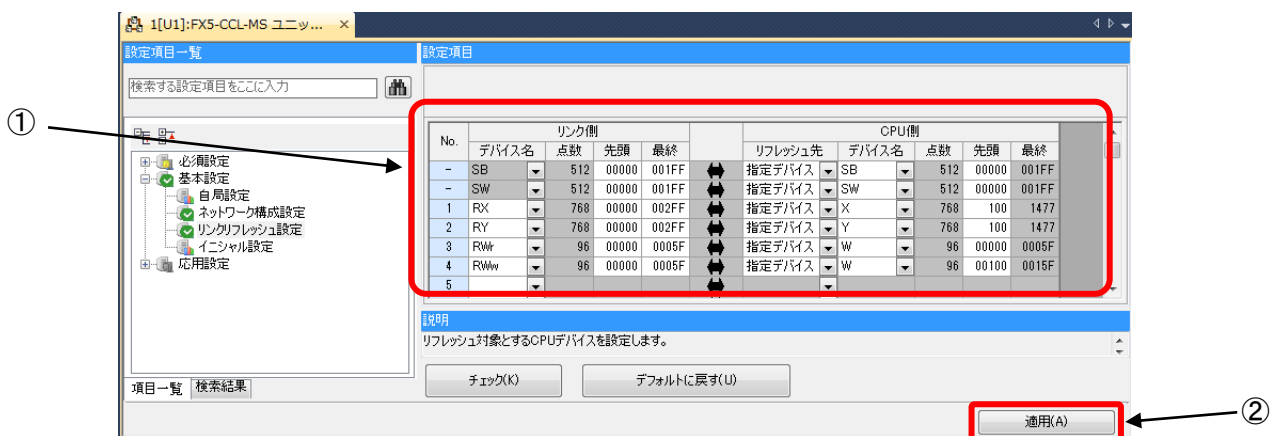 1[U1]:FX5-CCL-MS ユニッ... ×
設定項目一覧
検索する設定項目をここに入力
①
必須設定
基本設定
自局設定
ネットワーク構成設定
リンクリフレッシュ設定
イニシャル設定
応用設定
項目一覧 検索結果
設定項目
No. リンク側 CPU側
デバイス名 点数 先頭 最終 リフレッシュ先 デバイス名 点数 先頭 最終
- SB 512 00000 001FF 指定デバイス SB 512 00000 001FF
- SW 512 00000 001FF 指定デバイス SW 512 00000 001FF
1 RX 768 00000 002FF 指定デバイス X 768 100 1477
2 RY 768 00000 002FF 指定デバイス Y 768 100 1477
3 RWr 96 00000 0005F 指定デバイス W 96 00000 0005F
4 RWw 96 00000 0005F 指定デバイス W 96 00100 0015F
5
説明
リフレッシュ対象とするCPUデバイスを設定します。
チェック(K) デフォルトに戻す(U)
適用(A)
②